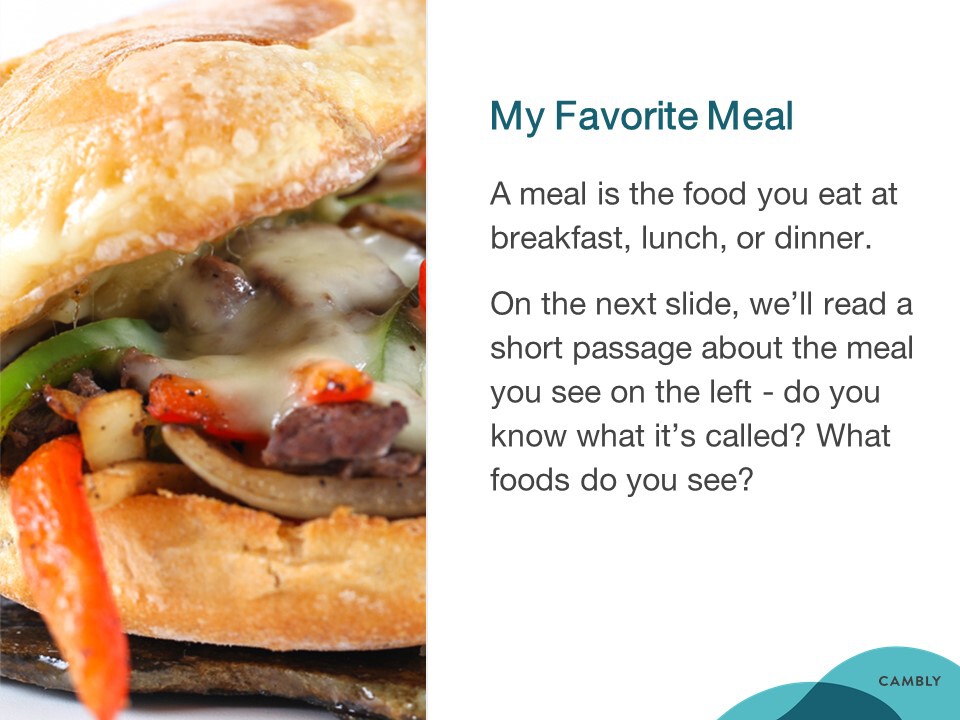 My Favorite Meal
A meal is the food you eat at
breakfast, lunch, or dinner.
On the next slide, we’ll read a
short passage about the meal
you see on the left - do you
know what it’s called? What
foods do you see?
CAMBLY